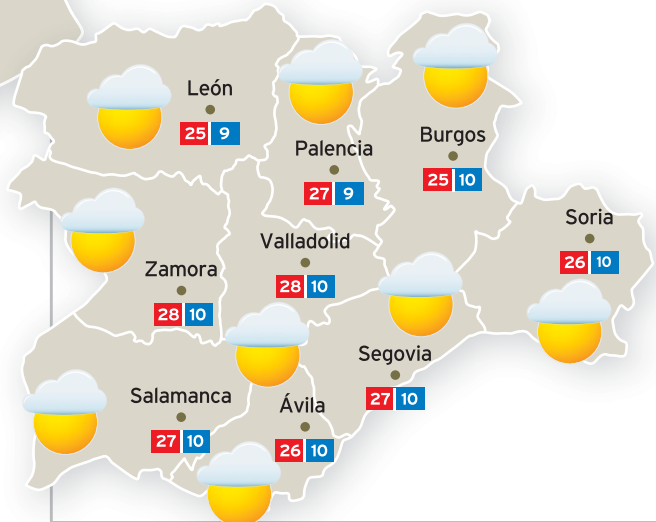 León
25 9
Palencia
27 9
Burgos
25 10
Soria
26 10
Valladolid
28 10
Zamora
28 10
Segovia
27 10
Salamanca
27 10
Ávila
26 10